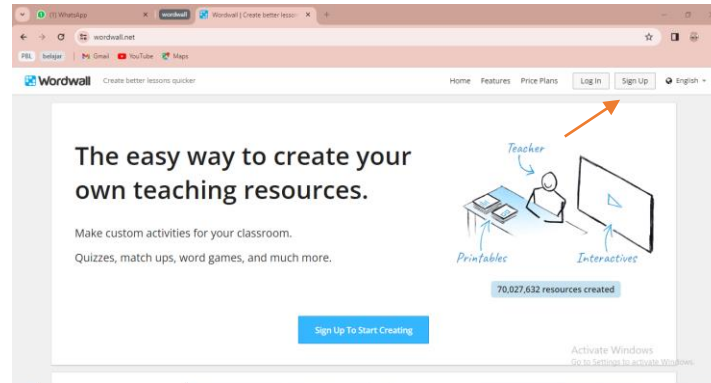 (1) WhatsApp
wordwall
Wordwall | Create better lesson
wordwall.net
PBL
belajar
Gmail
YouTube
Maps
Wordwall
Create better lessons quicker
Home
Features
Price Plans
Log In
Sign Up
English
The easy way to create your
own teaching resources.
Make custom activities for your classroom.
Quizzes, match ups, word games, and much more.
Teacher
Printables
Interactives
70,027,632 resources created
Sign Up To Start Creating
Activate Windows
Go to Settings to activate Windows.